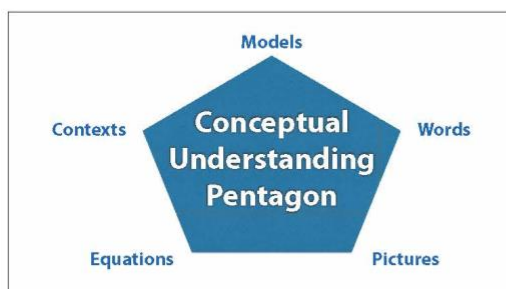 Models
Contexts
Words
Conceptual
Understanding
Pentagon
Equations
Pictures